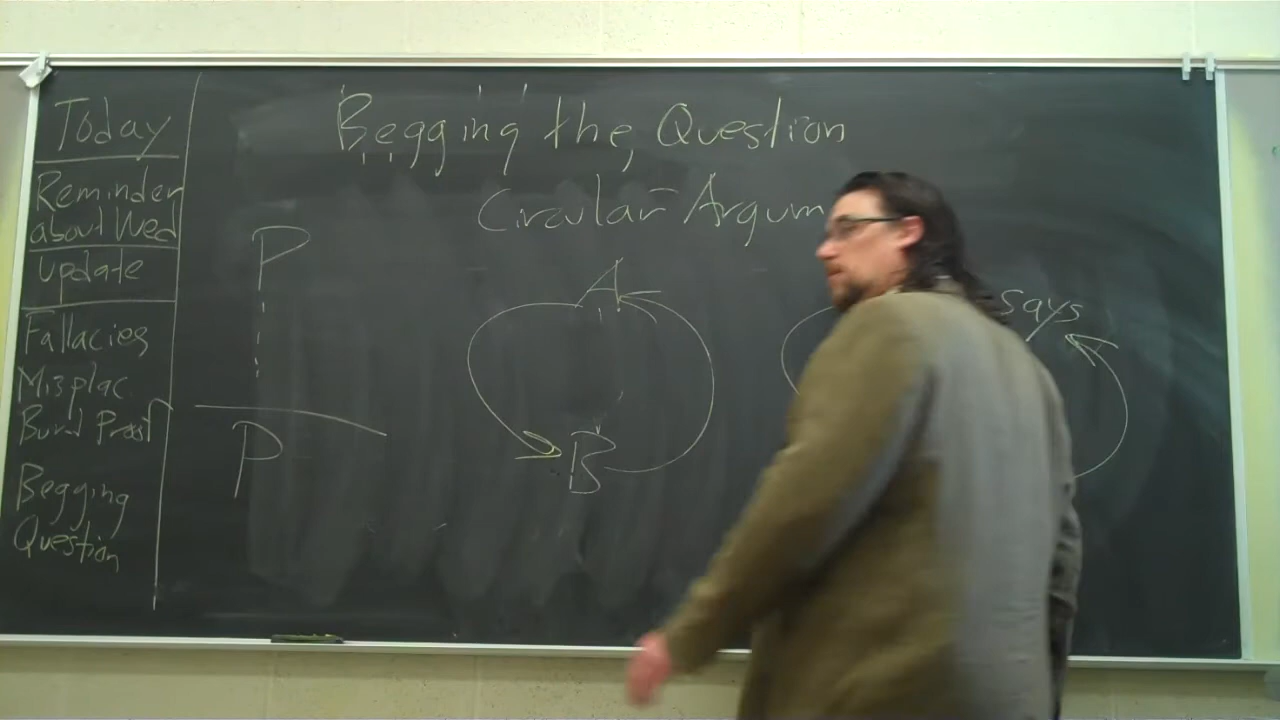 Today
Reminder
about Wed
update
Fallacies
Misplac.
Burd Proof
Begging
Question
Begging the Question
Circular Argum
P
P
A
B
says